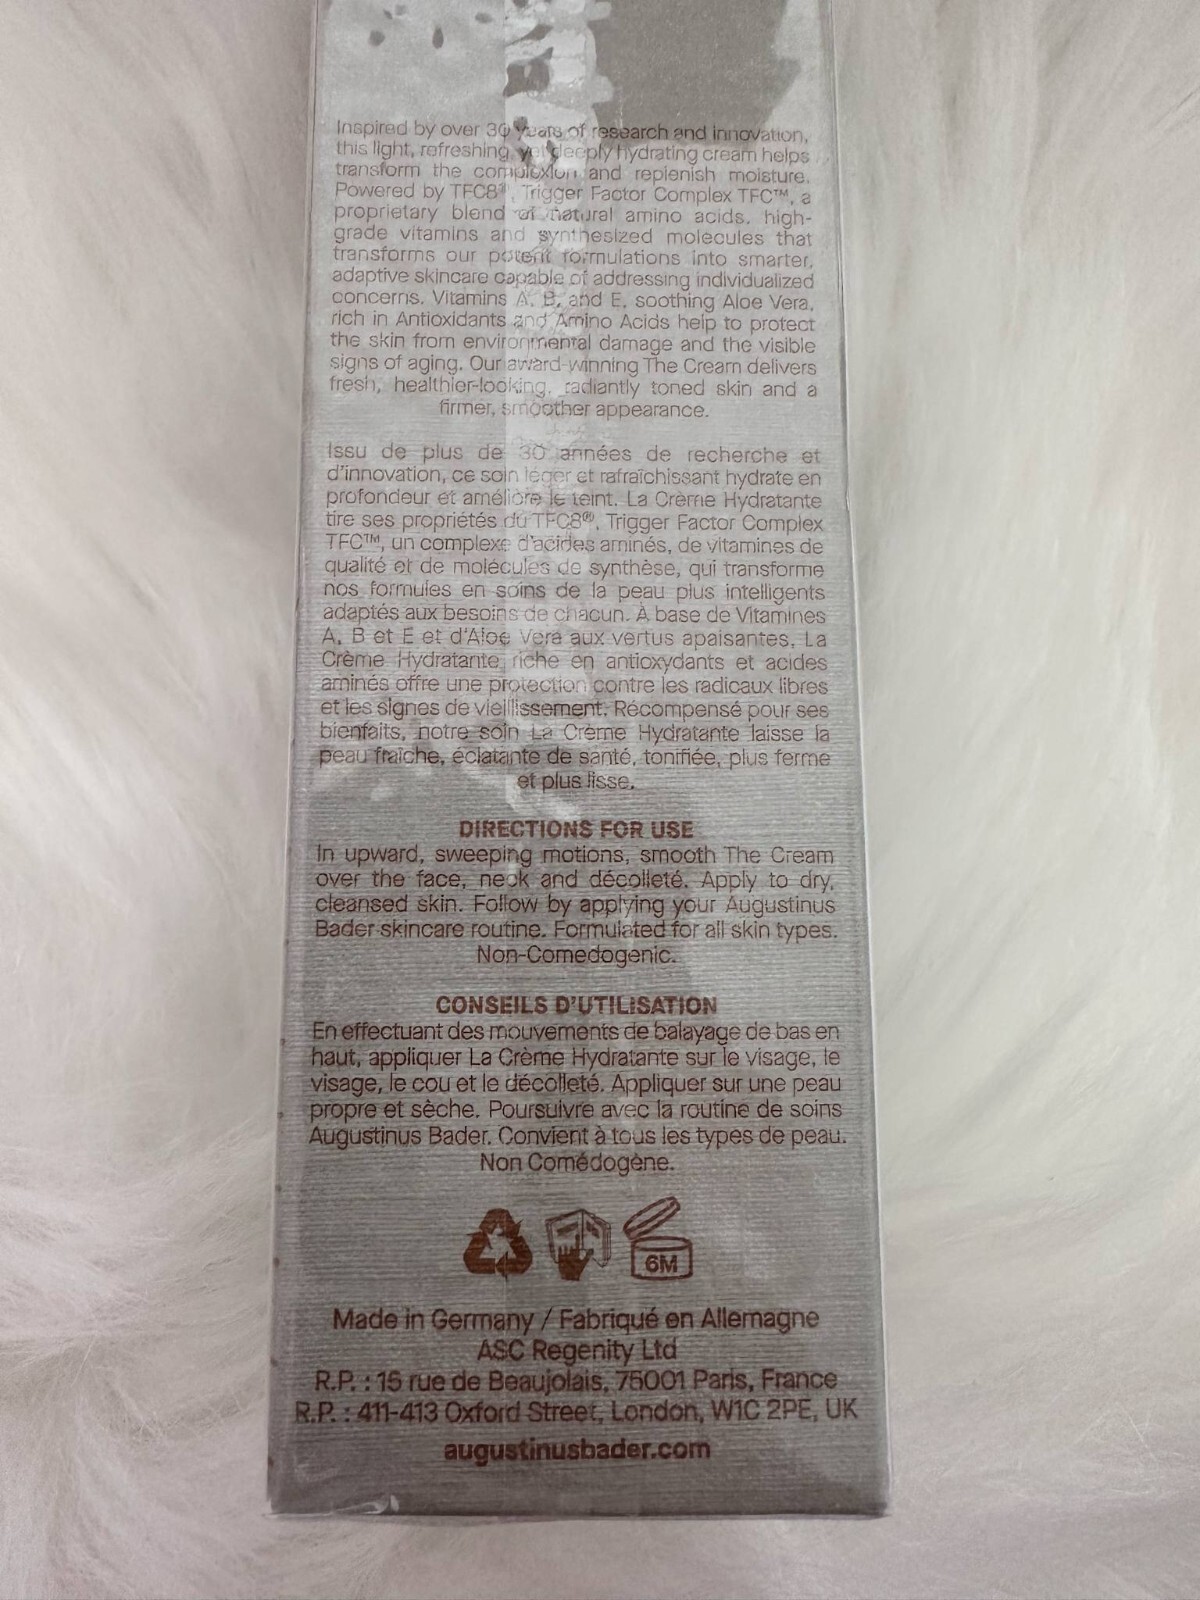 Inspired by over 30 years of research and innovation,
this light, refreshing, yet deeply hydrating cream helps
transform the complexion and replenish moisture.
Powered by TFC8®, Trigger Factor Complex TFC™, a
proprietary blend of natural amino acids, high-
grade vitamins and synthesized molecules that
transforms our potent formulations into smarter,
adaptive skincare capable of addressing individualized
concerns. Vitamins A, B, and E, soothing Aloe Vera,
rich in Antioxidants and Amino Acids help to protect
the skin from environmental damage and the visible
signs of aging. Our award-winning The Cream delivers
fresh, healthier-looking, radiantly toned skin and a
firmer, smoother appearance.
Issu de plus de 30 années de recherche et
d'innovation, ce soin léger et rafraîchissant hydrate en
profondeur et améliore le teint. La Crème Hydratante
tire ses propriétés du TFC8®, Trigger Factor Complex
TFC™, un complexe d'acides aminés, de vitamines de
qualité et de molécules de synthèse, qui transforme
nos formules en soins de la peau plus intelligents
adaptés aux besoins de chacun. À base de Vitamines
A, B et E et d'Aloe Vera aux vertus apaisantes, La
Crème Hydratante, riche en antioxydants et acides
aminés offre une protection contre les radicaux libres
et les signes de vieillissement. Récompensé pour ses
bienfaits, notre soin La Crème Hydratante laisse la
peau fraîche, éclatante de santé, tonifiée, plus ferme
et plus lisse.
DIRECTIONS FOR USE
In upward, sweeping motions, smooth The Cream
over the face, neck and décolleté. Apply to dry,
cleansed skin. Follow by applying your Augustinus
Bader skincare routine. Formulated for all skin types.
Non-Comedogenic.
CONSEILS D'UTILISATION
En effectuant des mouvements de balayage de bas en
haut, appliquer La Crème Hydratante sur le visage, le
visage, le cou et le décolleté. Appliquer sur une peau
propre et sèche. Poursuivre avec la routine de soins
Augustinus Bader. Convient à tous les types de peau.
Non Comédogène.
6M
Made in Germany / Fabriqué en Allemagne
ASC Regenity Ltd
R.P. : 15 rue de Beaujolais, 75001 Paris, France
R.P. : 411-413 Oxford Street, London, W1C 2PE, UK
augustinusbader.com